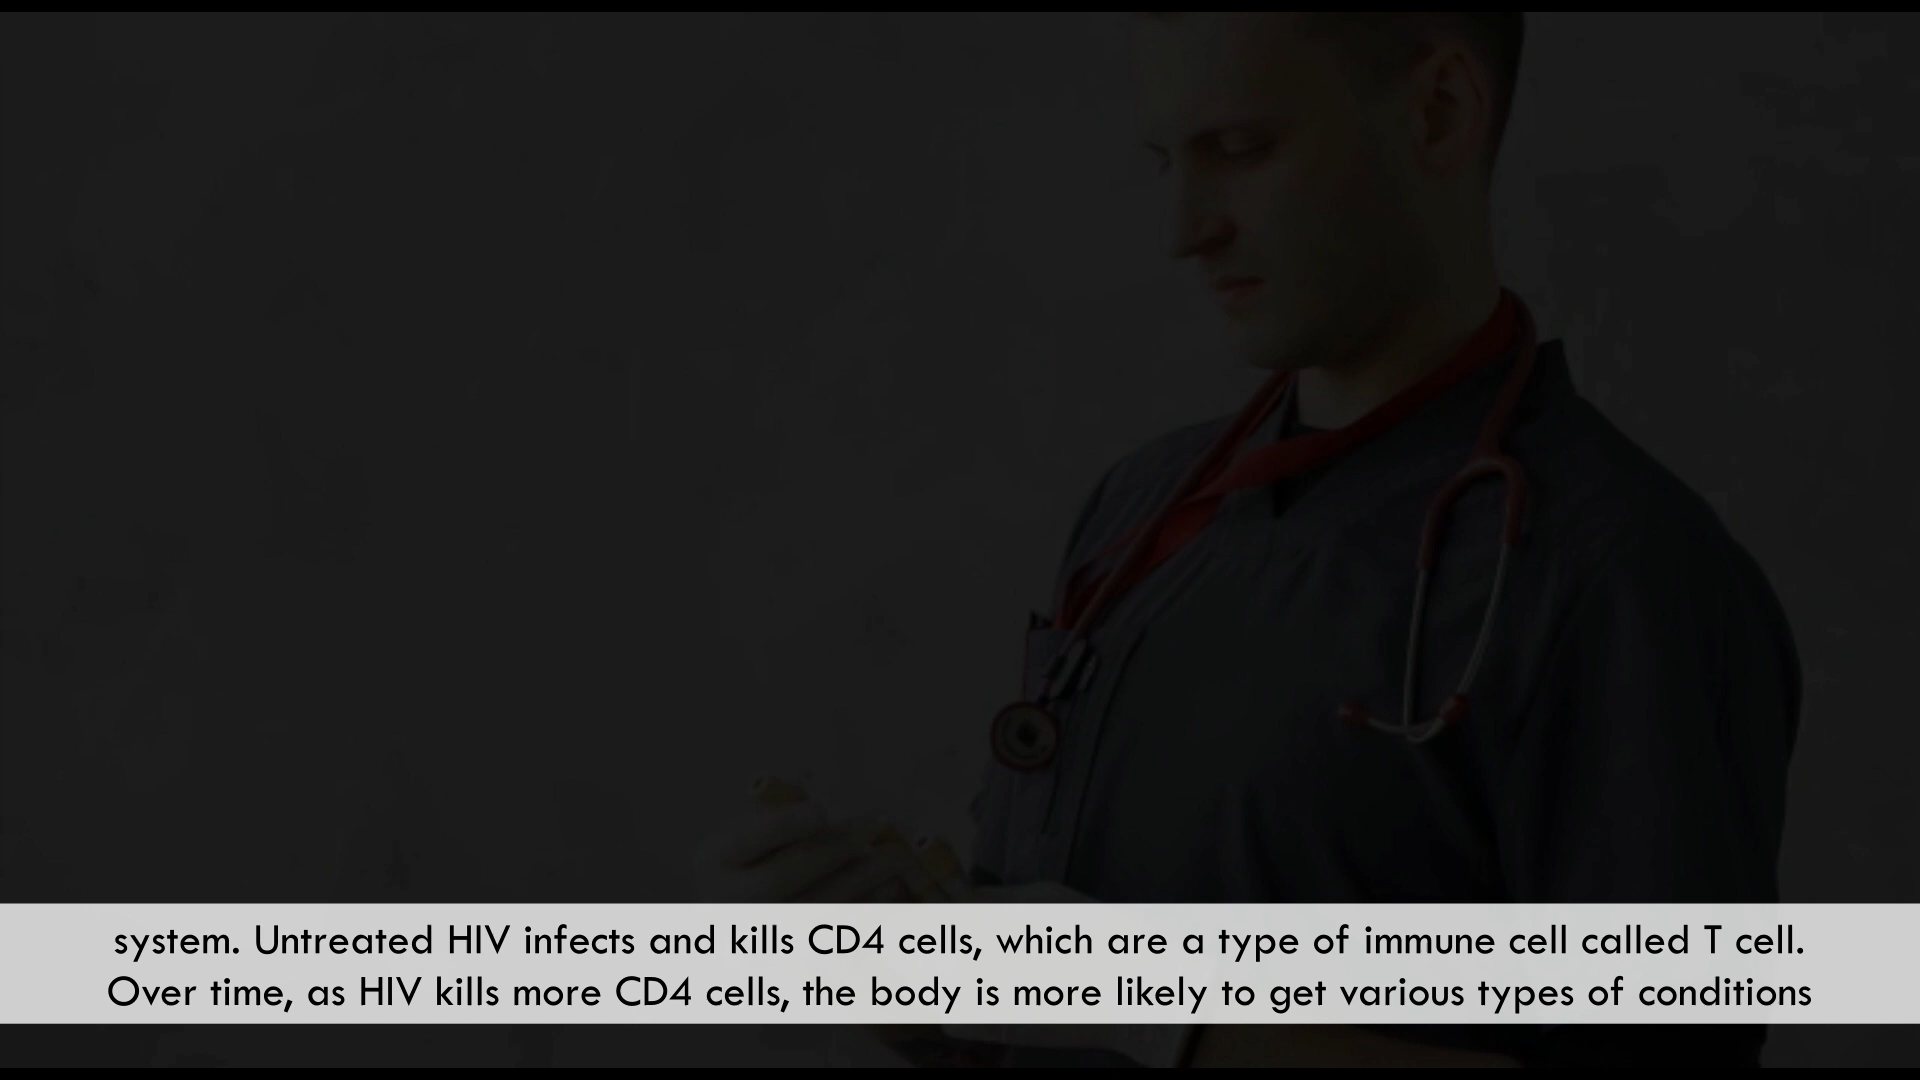 system. Untreated HIV infects and kills CD4 cells, which are a type of immune cell called T cell.
Over time, as HIV kills more CD4 cells, the body is more likely to get various types of conditions